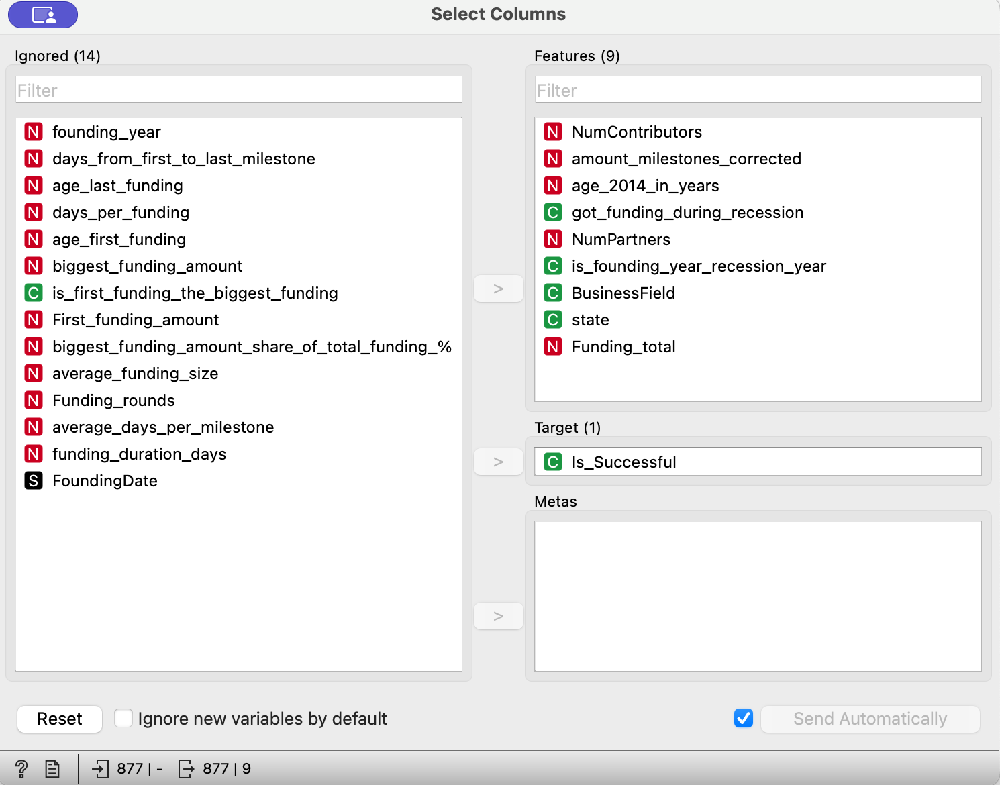 Select Columns
Ignored (14)
Filter
N founding_year
N days_from_first_to_last_milestone
N age_last_funding
N days_per_funding
N age_first_funding
N biggest_funding_amount
C is_first_funding_the_biggest_funding
N First_funding_amount
N biggest_funding_amount_share_of_total_funding_%
N average_funding_size
N Funding_rounds
N average_days_per_milestone
N funding_duration_days
S FoundingDate
>
>
>
Features (9)
Filter
N NumContributors
N amount_milestones_corrected
N age_2014_in_years
C got_funding_during_recession
N NumPartners
C is_founding_year_recession_year
C BusinessField
C state
N Funding_total
Target (1)
C Is_Successful
Metas
Reset
Ignore new variables by default
Send Automatically
? 877 | - 877 | 9